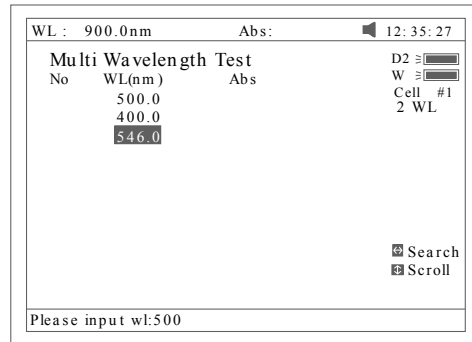 WL: 900.0nm Abs: 12:35:27
Multi Wavelength Test
D2
No WL(nm) Abs
W
Cell #1
500.0
2 WL
400.0
546.0
Search
Scroll
Please input wl:500